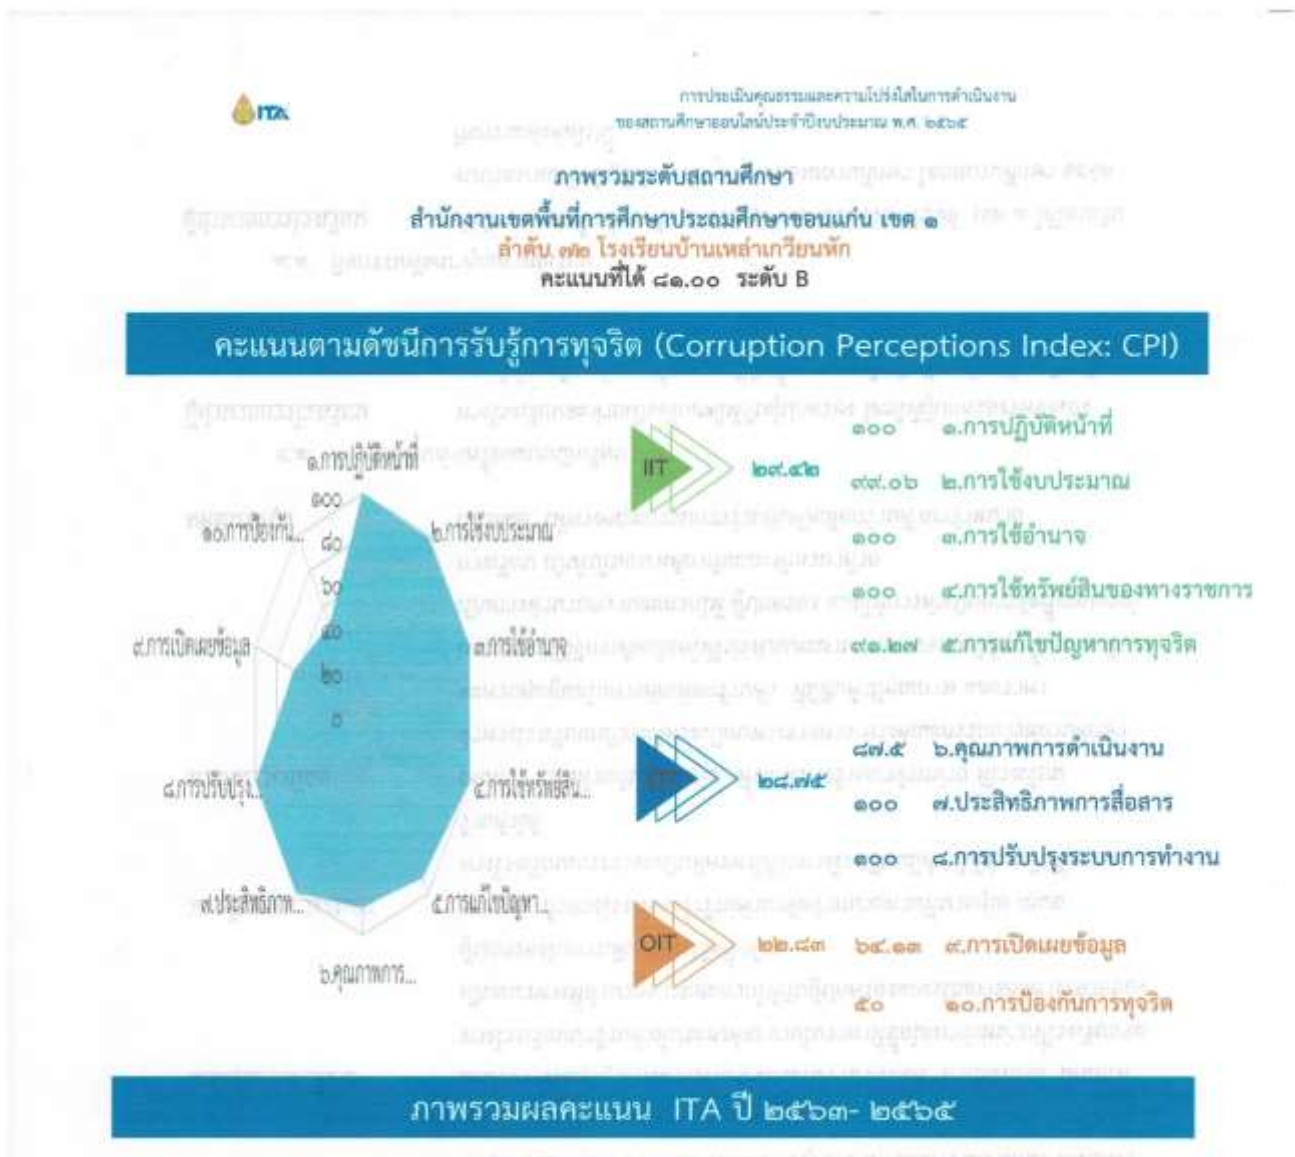 ITA
การประเมินคุณธรรมและความโปร่งใสในการดำเนินงาน
ของสถานศึกษาออนไลน์ประจำปีงบประมาณ พ.ศ. ๒๕๖๕
ภาพรวมระดับสถานศึกษา
สำนักงานเขตพื้นที่การศึกษาประถมศึกษาขอนแก่น เขต ๑
ลำดับ ๗๒ โรงเรียนบ้านเหล่าเกวียนหัก
คะแนนที่ได้ ๘๑.๐๐ ระดับ B
คะแนนตามดัชนีการรับรู้การทุจริต (Corruption Perceptions Index: CPI)
๑.การปฏิบัติหน้าที่
๒.การใช้งบประมาณ
๓.การใช้อำนาจ
๔.การใช้ทรัพย์สิน...
๕.การแก้ไขปัญหา...
๖.คุณภาพการ...
๗.ประสิทธิภาพ...
๘.การปรับปรุง...
๙.การเปิดเผยข้อมูล
๑๐.การป้องกัน...
๑๐๐
๘๐
๖๐
๔๐
๒๐
๐
IIT ๒๙.๔๒
๑๐๐ ๑.การปฏิบัติหน้าที่
๙๙.๐๖ ๒.การใช้งบประมาณ
๑๐๐ ๓.การใช้อำนาจ
๑๐๐ ๔.การใช้ทรัพย์สินของทางราชการ
๙๑.๒๗ ๕.การแก้ไขปัญหาการทุจริต
๒๘.๗๕
๘๗.๕ ๖.คุณภาพการดำเนินงาน
๑๐๐ ๗.ประสิทธิภาพการสื่อสาร
๑๐๐ ๘.การปรับปรุงระบบการทำงาน
OIT ๒๒.๘๓
๖๔.๑๓ ๙.การเปิดเผยข้อมูล
๕๐ ๑๐.การป้องกันการทุจริต
ภาพรวมผลคะแนน ITA ปี ๒๕๖๓- ๒๕๖๕